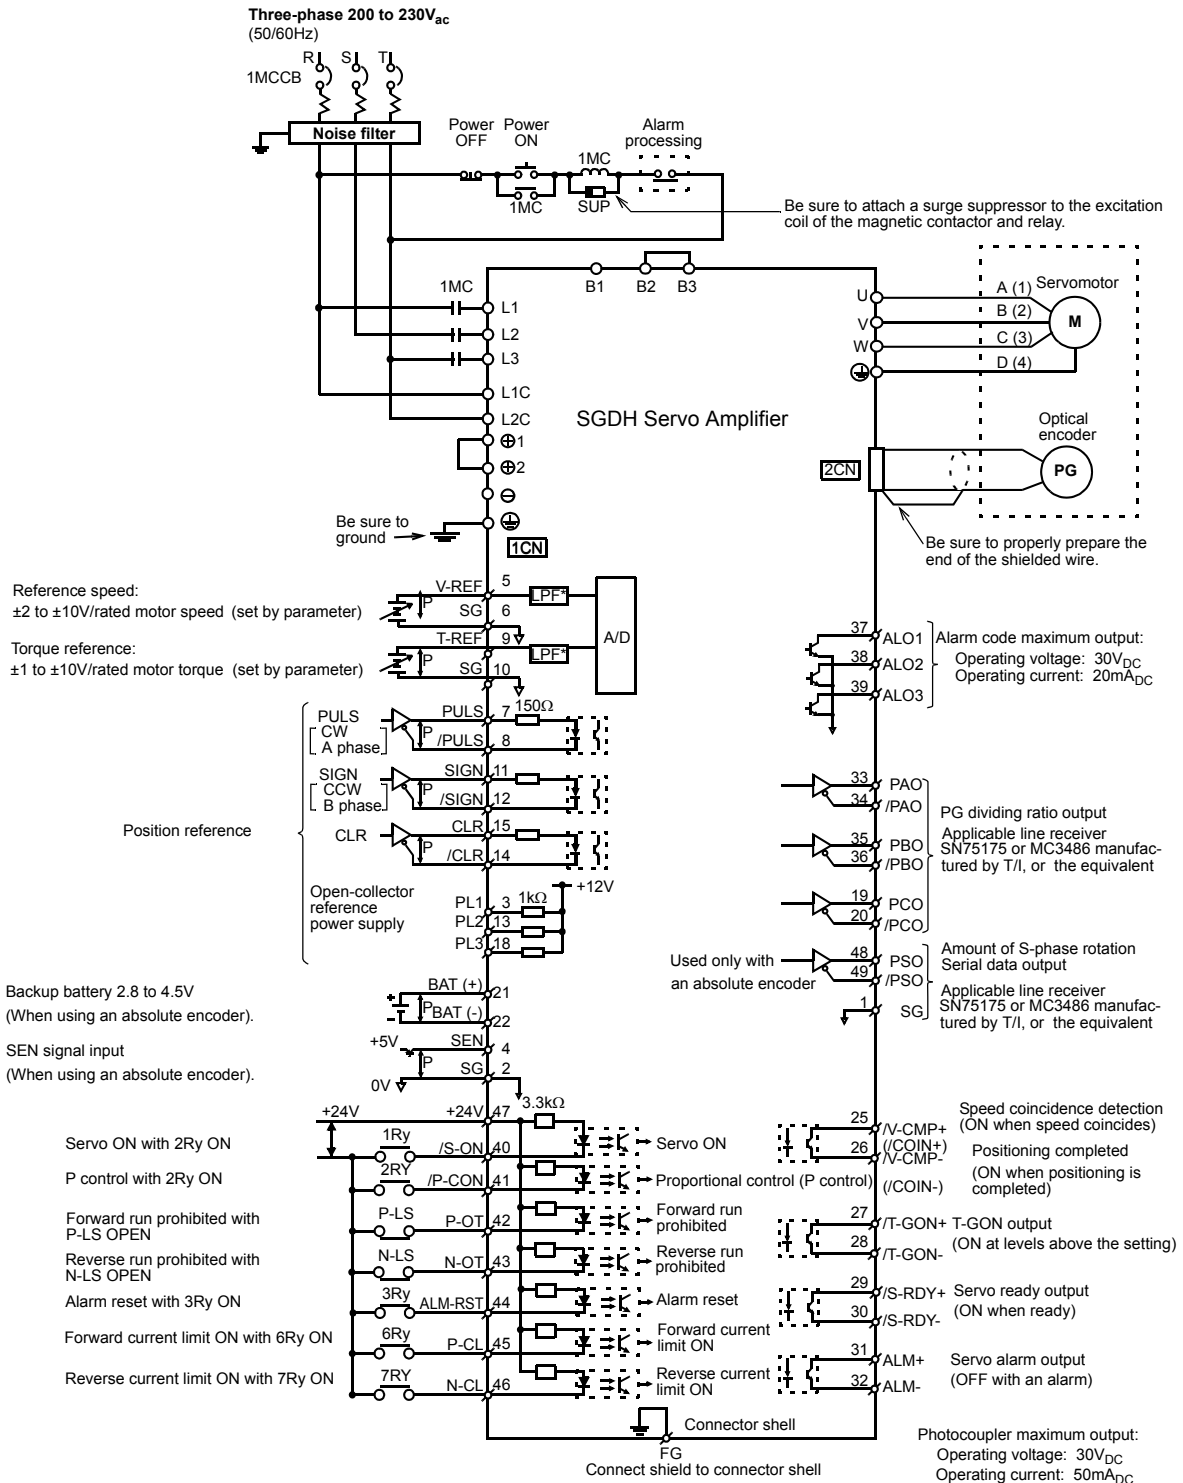 Three-phase 200 to 230Vac
(50/60Hz)
R S T
1MCCB
Noise filter
Power OFF
Power ON
Alarm processing
1MC
1MC
SUP
Be sure to attach a surge suppressor to the excitation
coil of the magnetic contactor and relay.
B1 B2 B3
1MC
L1
L2
L3
L1C
L2C
⊕1
⊕2
⊖
SGDH Servo Amplifier
U
V
W
A (1)
B (2)
C (3)
D (4)
Servomotor
M
Optical
encoder
PG
2CN
Be sure to properly prepare the
end of the shielded wire.
Be sure to
ground
1CN
Reference speed:
±2 to ±10V/rated motor speed (set by parameter)
V-REF 5
P
SG 6
LPF*
A/D
Torque reference:
±1 to ±10V/rated motor torque (set by parameter)
T-REF 9
P
SG 10
LPF*
Position reference
PULS
CW
A phase
PULS 7 150Ω
P
/PULS 8
SIGN
CCW
B phase
SIGN 11
P
/SIGN 12
CLR
CLR 15
P
/CLR 14
Open-collector
reference
power supply
+12V
PL1 3 1kΩ
PL2 13
PL3 18
Backup battery 2.8 to 4.5V
(When using an absolute encoder).
+
-
BAT (+) 21
P
BAT (-) 22
SEN signal input
(When using an absolute encoder).
+5V
SEN 4
P
SG 2
0V
+24V
+24V 47 3.3kΩ
Servo ON with 2Ry ON
1Ry
/S-ON 40
Servo ON
P control with 2Ry ON
2RY
/P-CON 41
Proportional control (P control)
Forward run prohibited with
P-LS OPEN
P-LS
P-OT 42
Forward run
prohibited
Reverse run prohibited with
N-LS OPEN
N-LS
N-OT 43
Reverse run
prohibited
Alarm reset with 3Ry ON
3Ry
ALM-RST 44
Alarm reset
Forward current limit ON with 6Ry ON
6Ry
P-CL 45
Forward current
limit ON
Reverse current limit ON with 7Ry ON
7RY
N-CL 46
Reverse current
limit ON
Connector shell
FG
Connect shield to connector shell
37 ALO1
38 ALO2
39 ALO3
Alarm code maximum output:
Operating voltage: 30VDC
Operating current: 20mADC
33 PAO
34 /PAO
35 PBO
36 /PBO
19 PCO
20 /PCO
PG dividing ratio output
Applicable line receiver
SN75175 or MC3486 manufac-
tured by T/I, or the equivalent
Used only with
an absolute encoder
48 PSO
49 /PSO
1 SG
Amount of S-phase rotation
Serial data output
Applicable line receiver
SN75175 or MC3486 manufac-
tured by T/I, or the equivalent
25 /V-CMP+
(/COIN+)
26 /V-CMP-
(/COIN-)
Speed coincidence detection
(ON when speed coincides)
Positioning completed
(ON when positioning is
completed)
27 /T-GON+
28 /T-GON-
T-GON output
(ON at levels above the setting)
29 /S-RDY+
30 /S-RDY-
Servo ready output
(ON when ready)
31 ALM+
32 ALM-
Servo alarm output
(OFF with an alarm)
Photocoupler maximum output:
Operating voltage: 30VDC
Operating current: 50mADC